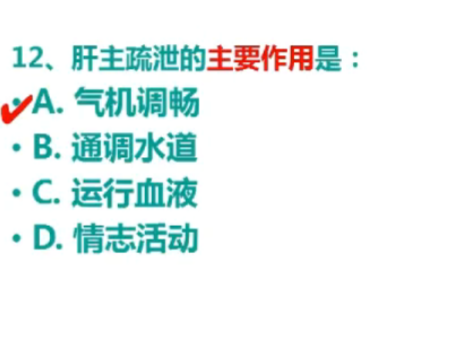 12、肝主疏泄的主要作用是：
• A. 气机调畅
• B. 通调水道
• C. 运行血液
• D. 情志活动